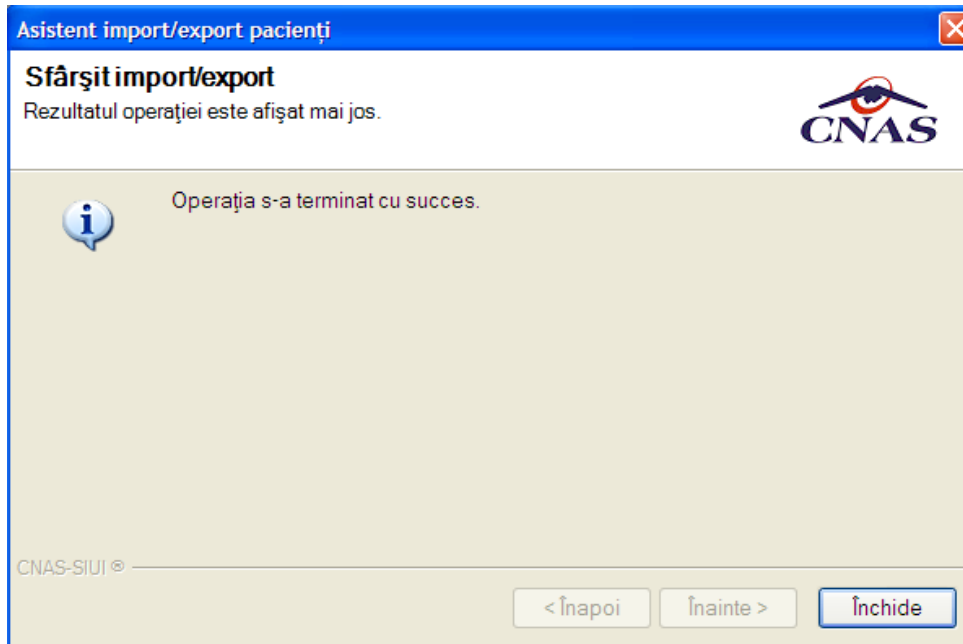 Asistent import/export pacienți
Sfârşit import/export
Rezultatul operaţiei este afişat mai jos.
CNAS
Operaţia s-a terminat cu succes.
CNAS-SIUI ®
< Înapoi
Înainte >
Închide